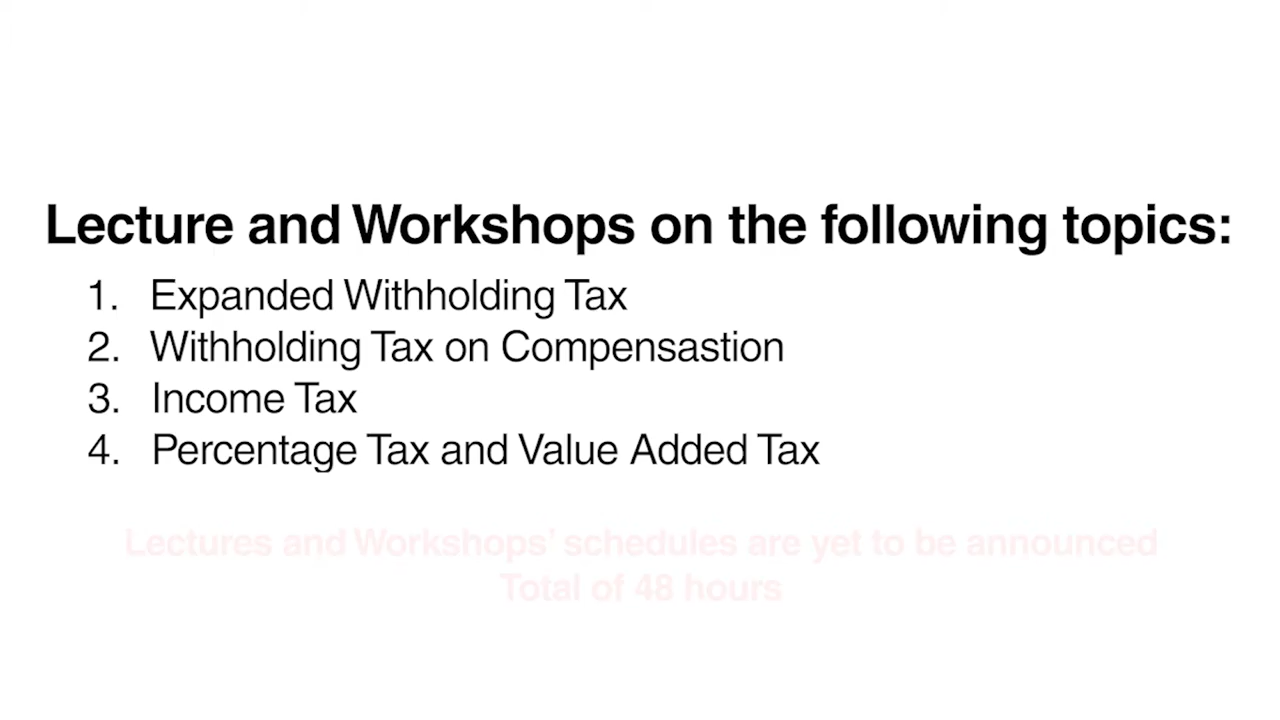 Lecture and Workshops on the following topics:
1. Expanded Withholding Tax
2. Withholding Tax on Compensastion
3. Income Tax
4. Percentage Tax and Value Added Tax
Lectures and Workshops’ schedules are yet to be announced
Total of 48 hours